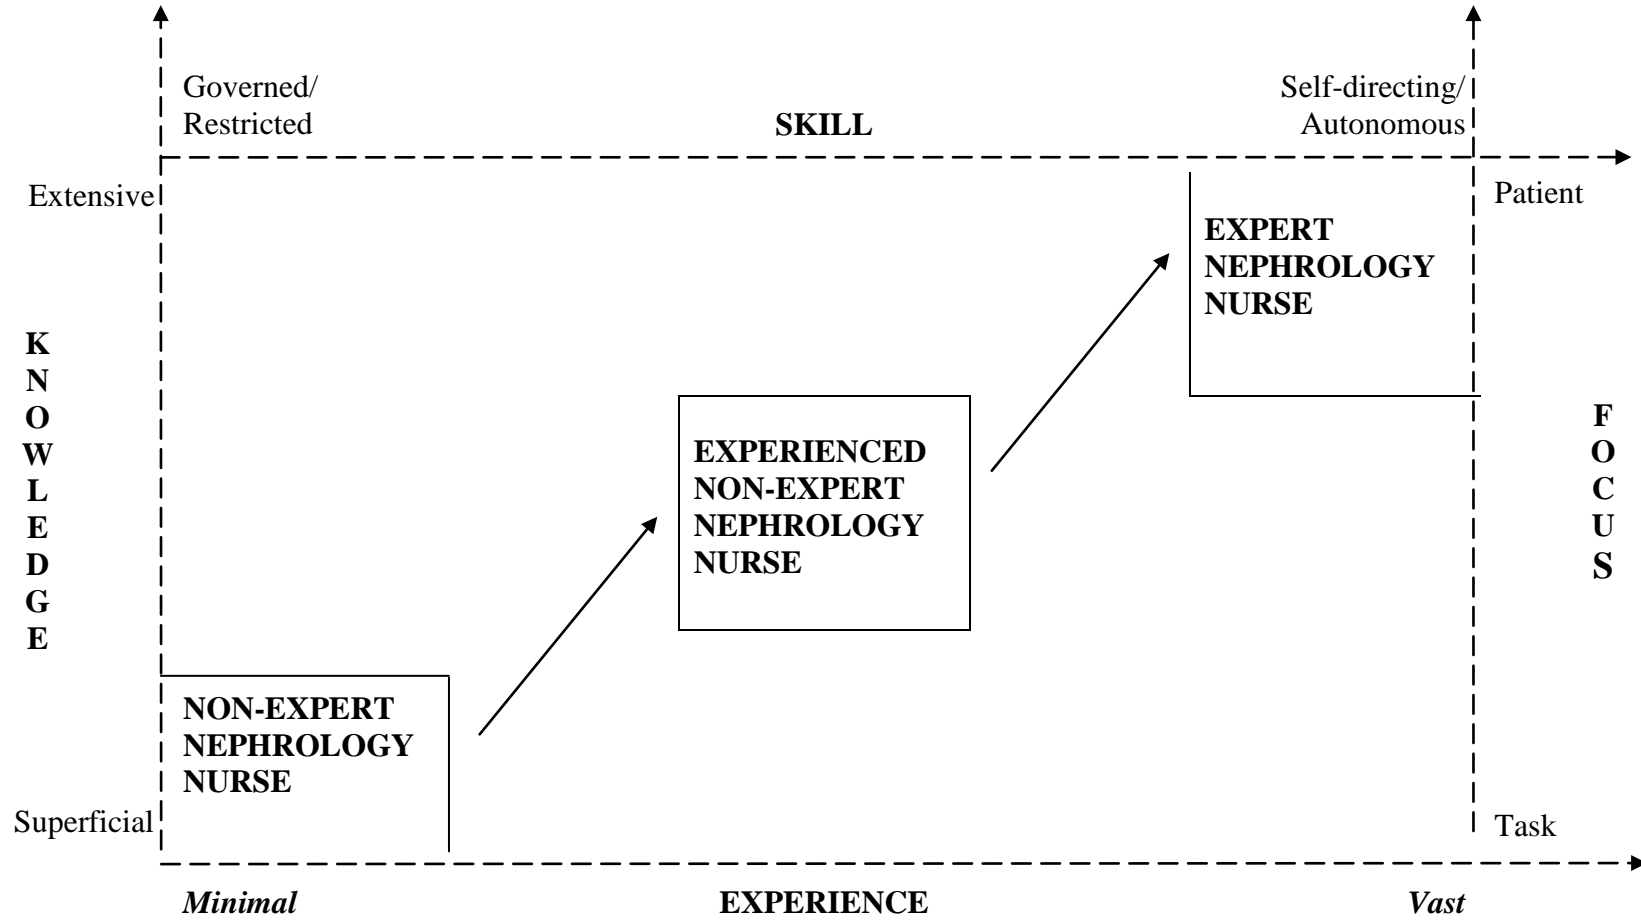 Governed/
Restricted
SKILL
Self-directing/
Autonomous
Extensive
Patient
EXPERT
NEPHROLOGY
NURSE
K
N
O
W
L
E
D
G
E
F
O
C
U
S
EXPERIENCED
NON-EXPERT
NEPHROLOGY
NURSE
NON-EXPERT
NEPHROLOGY
NURSE
Superficial
Task
Minimal
EXPERIENCE
Vast